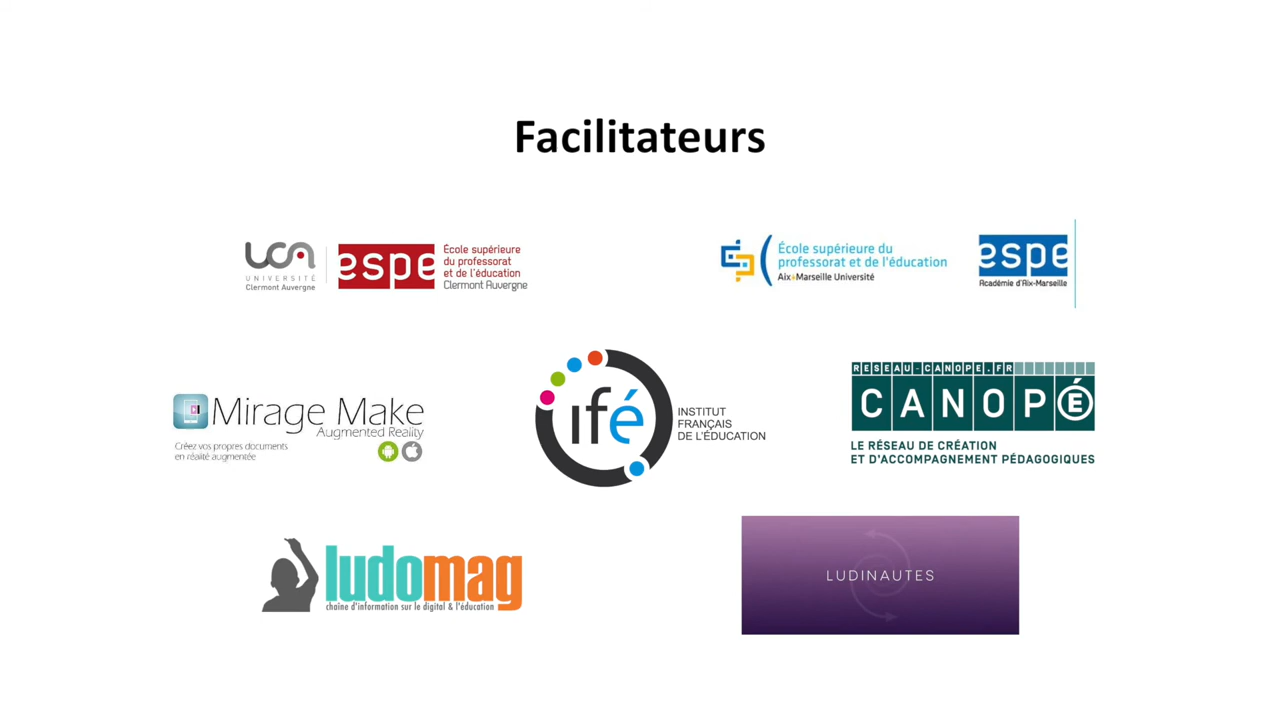 Facilitateurs
uca
UNIVERSITÉ
Clermont Auvergne
espe
École supérieure
du professorat
et de l'éducation
Clermont Auvergne
École supérieure du
professorat et de l'éducation
Aix+Marseille Université
espe
Académie d'Aix-Marseille
Mirage Make
Augmented Reality
Créez vos propres documents
en réalité augmentée
ifé
INSTITUT
FRANÇAIS
DE L'ÉDUCATION
RESEAU-CANOPE.FR
CANOPÉ
LE RÉSEAU DE CRÉATION
ET D'ACCOMPAGNEMENT PÉDAGOGIQUES
ludomag
chaîne d'information sur le digital & l'éducation
LUDINAUTES